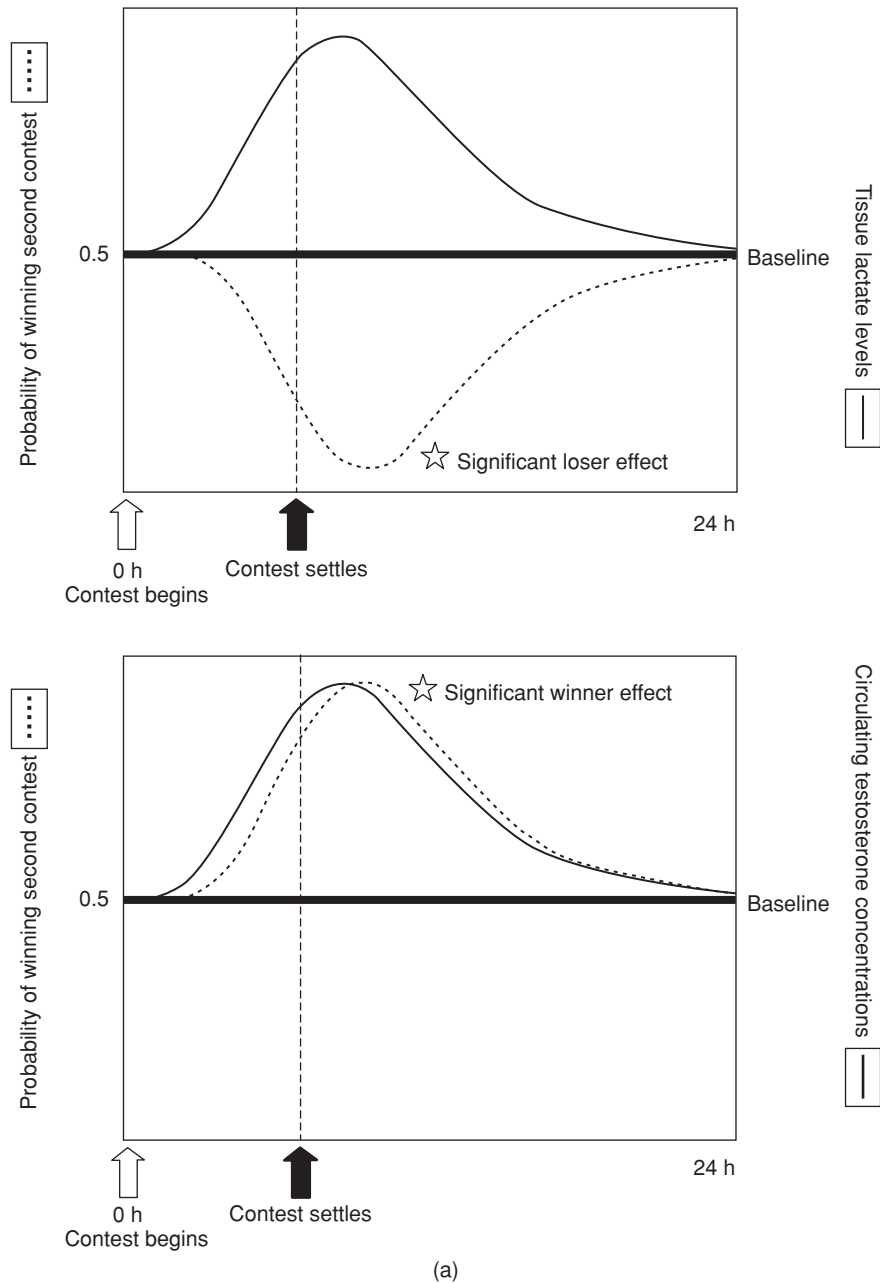 Probability of winning second contest
0.5
Baseline
Tissue lactate levels
Significant loser effect
24 h
0 h
Contest begins
Contest settles
Probability of winning second contest
0.5
Significant winner effect
Baseline
Circulating testosterone concentrations
24 h
0 h
Contest begins
Contest settles
(a)